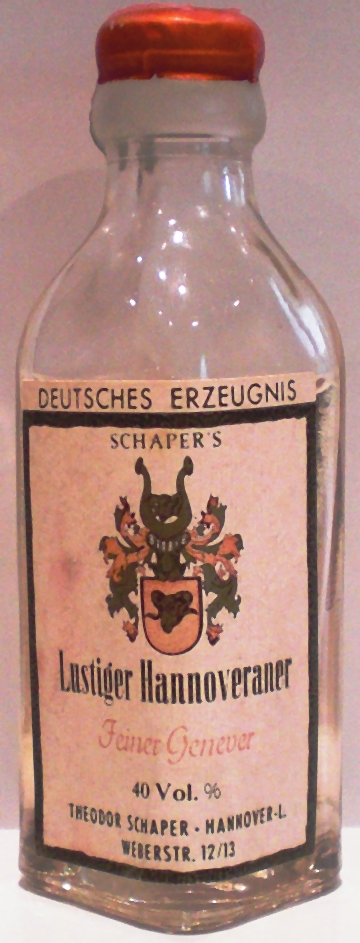 DEUTSCHES ERZEUGNIS
SCHAPER'S
Lustiger Hannoveraner
Feiner Genever
40 Vol. %
THEODOR SCHAPER · HANNOVER-L.
WEBERSTR. 12/13